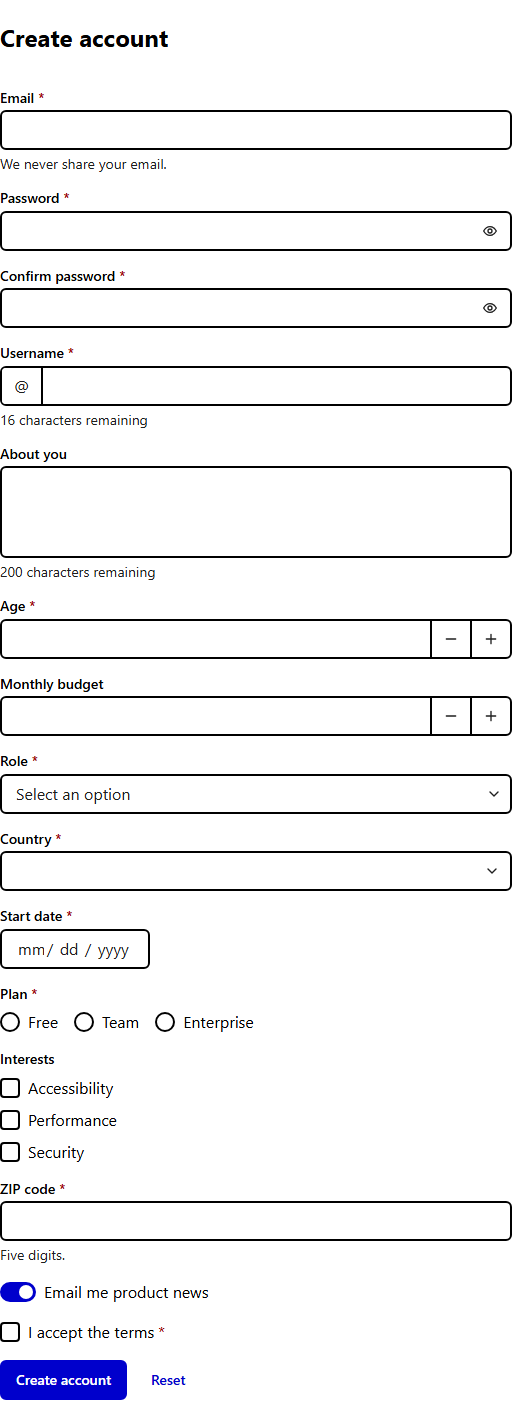 Create account
Email *
We never share your email.
Password *
Confirm password *
Username *
@
16 characters remaining
About you
200 characters remaining
Age *
Monthly budget
Role *
Select an option
Country *
Start date *
mm / dd / yyyy
Plan *
Free Team Enterprise
Interests
Accessibility
Performance
Security
ZIP code *
Five digits.
Email me product news
I accept the terms *
Create account Reset